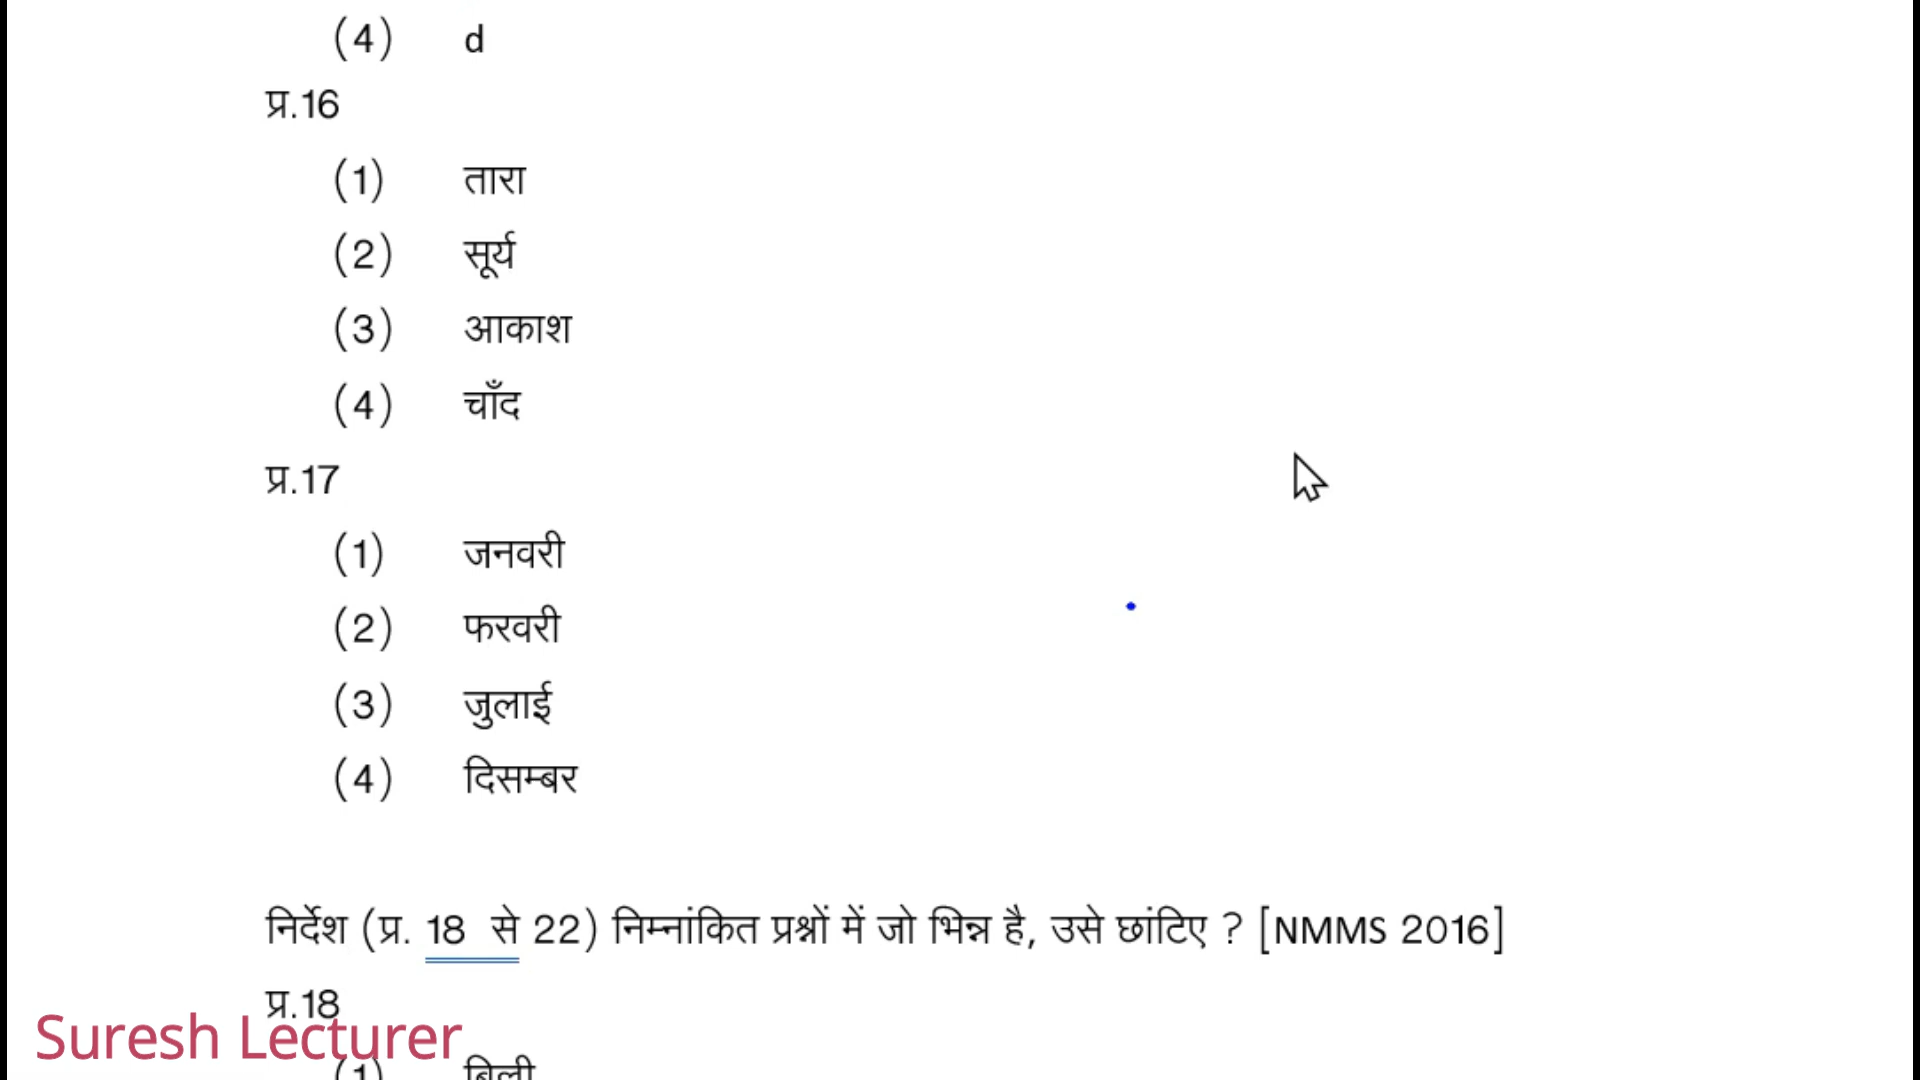 (4) d
प्र.16
(1) तारा
(2) सूर्य
(3) आकाश
(4) चाँद
प्र.17
(1) जनवरी
(2) फरवरी
(3) जुलाई
(4) दिसम्बर
निर्देश (प्र. 18 से 22) निम्नांकित प्रश्नों में जो भिन्न है, उसे छांटिए ? [NMMS 2016]
प्र.18
Suresh Lecturer
(1)